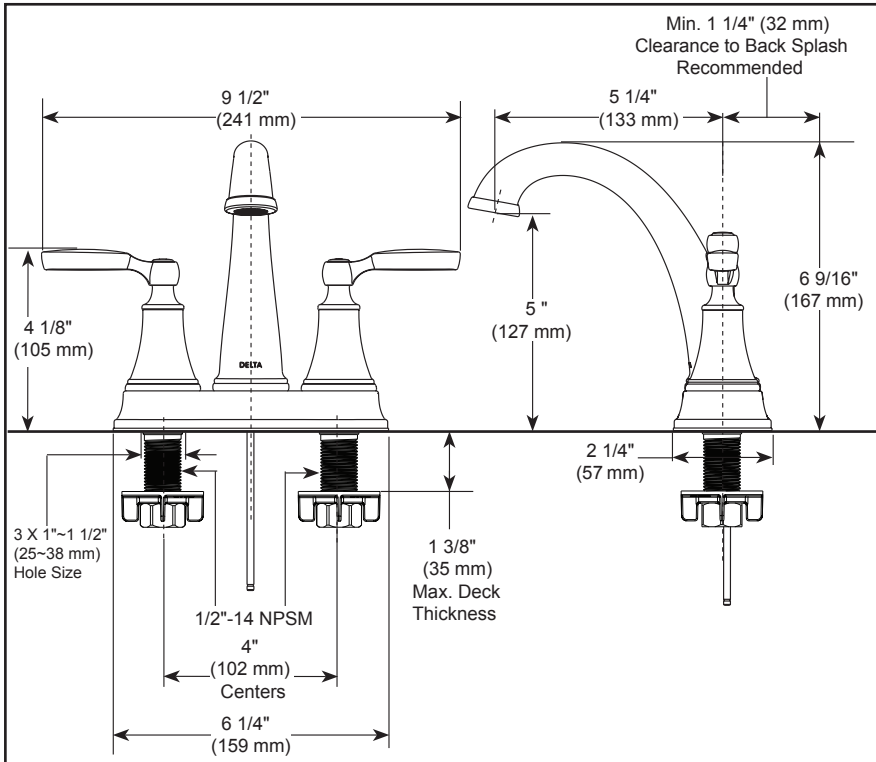 Min. 1 1/4" (32 mm)
Clearance to Back Splash
Recommended
9 1/2"
(241 mm)
5 1/4"
(133 mm)
4 1/8"
(105 mm)
5 "
(127 mm)
6 9/16"
(167 mm)
DELTA
2 1/4"
(57 mm)
3 X 1"~1 1/2"
(25~38 mm)
Hole Size
1 3/8"
(35 mm)
Max. Deck
Thickness
1/2"-14 NPSM
4"
(102 mm)
Centers
6 1/4"
(159 mm)